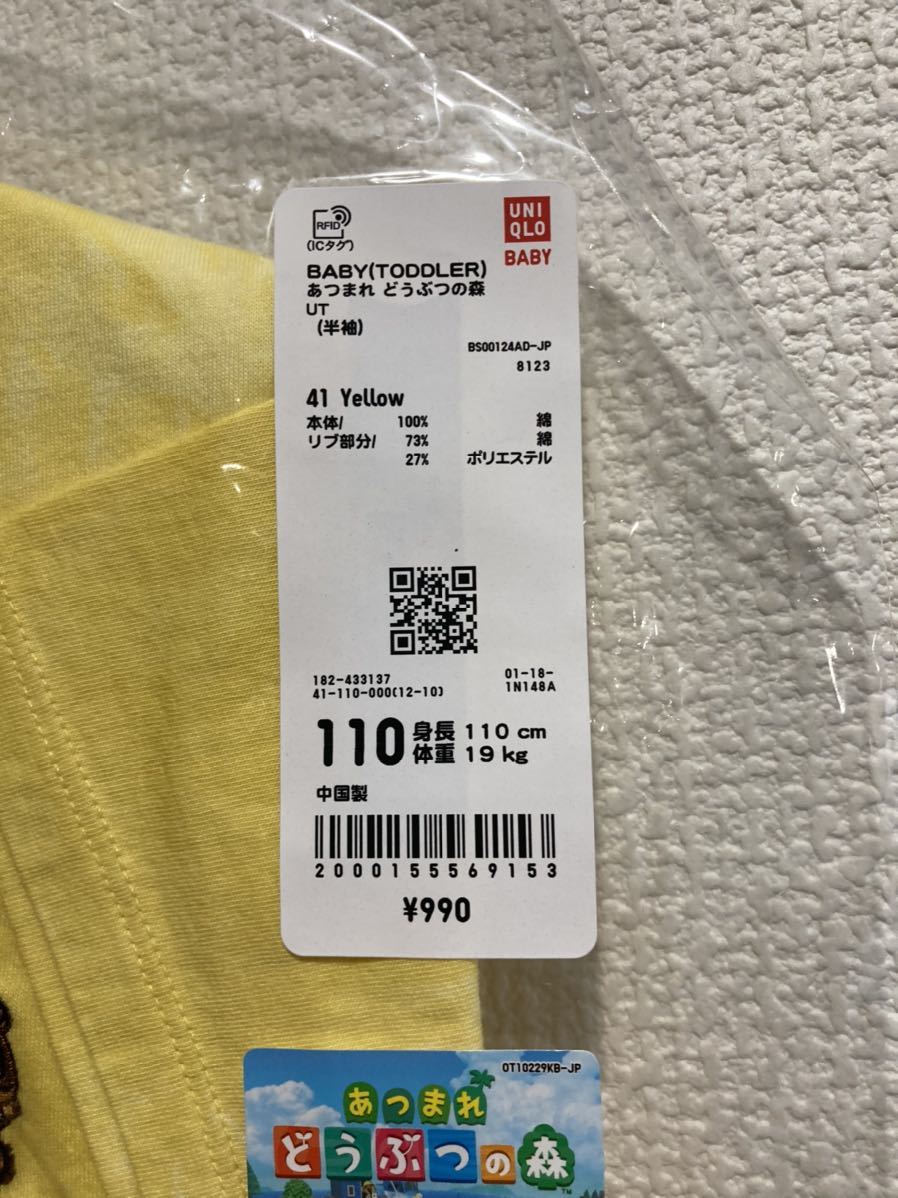 RFID
(ICタグ)
UNI
QLO
BABY
BABY(TODDLER)
あつまれ どうぶつの森
UT
(半袖)
BS00124AD-JP
8123
41 Yellow
本体/ 100% 綿
リブ部分/ 73% 綿
27% ポリエステル
182-433137
41-110-000(12-10)
01-18-
1N148A
110 身長 110 cm
体重 19 kg
中国製
2000155569153
¥990
OT10229KB-JP
あつまれ
どうぶつの森
TM